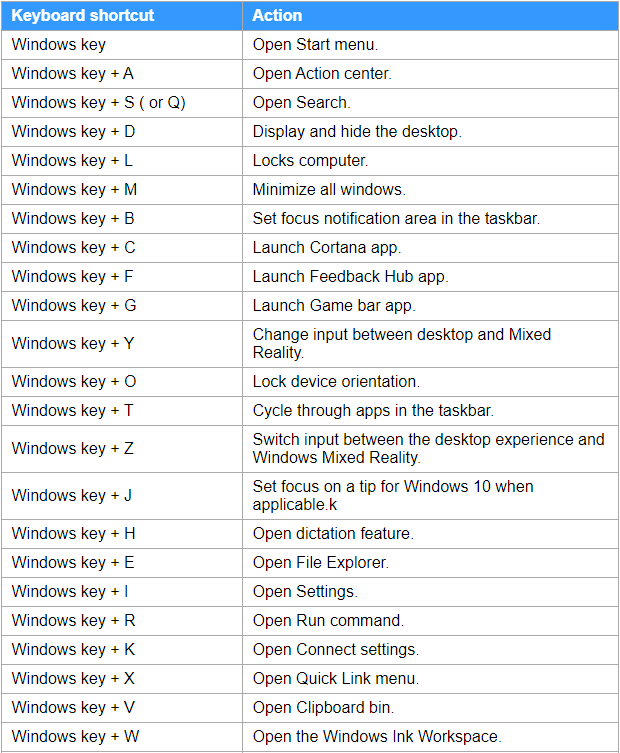 Keyboard shortcut Action
Windows key Open Start menu.
Windows key + A Open Action center.
Windows key + S ( or Q) Open Search.
Windows key + D Display and hide the desktop.
Windows key + L Locks computer.
Windows key + M Minimize all windows.
Windows key + B Set focus notification area in the taskbar.
Windows key + C Launch Cortana app.
Windows key + F Launch Feedback Hub app.
Windows key + G Launch Game bar app.
Windows key + Y Change input between desktop and Mixed
Reality.
Windows key + O Lock device orientation.
Windows key + T Cycle through apps in the taskbar.
Windows key + Z Switch input between the desktop experience and
Windows Mixed Reality.
Windows key + J Set focus on a tip for Windows 10 when
applicable.k
Windows key + H Open dictation feature.
Windows key + E Open File Explorer.
Windows key + I Open Settings.
Windows key + R Open Run command.
Windows key + K Open Connect settings.
Windows key + X Open Quick Link menu.
Windows key + V Open Clipboard bin.
Windows key + W Open the Windows Ink Workspace.